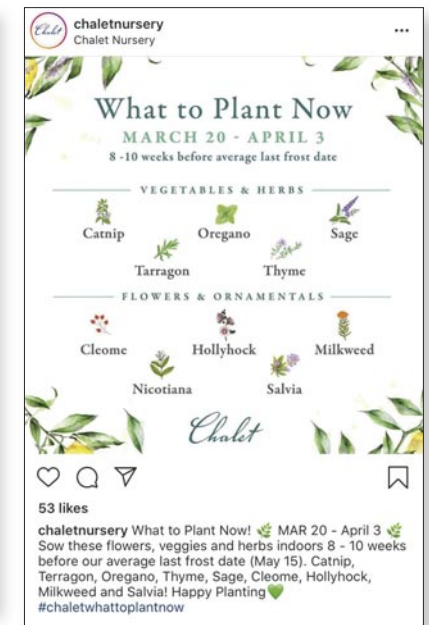 Chalet
chaletnursery
Chalet Nursery
What to Plant Now
MARCH 20 - APRIL 3
8 -10 weeks before average last frost date
VEGETABLES & HERBS
Catnip Oregano Sage
Tarragon Thyme
FLOWERS & ORNAMENTALS
Cleome Hollyhock Milkweed
Nicotiana Salvia
Chalet
53 likes
chaletnursery What to Plant Now! 🌿 MAR 20 - April 3 🌿
Sow these flowers, veggies and herbs indoors 8 - 10 weeks
before our average last frost date (May 15). Catnip,
Terragon, Oregano, Thyme, Sage, Cleome, Hollyhock,
Milkweed and Salvia! Happy Planting💚
#chaletwhattoplantnow